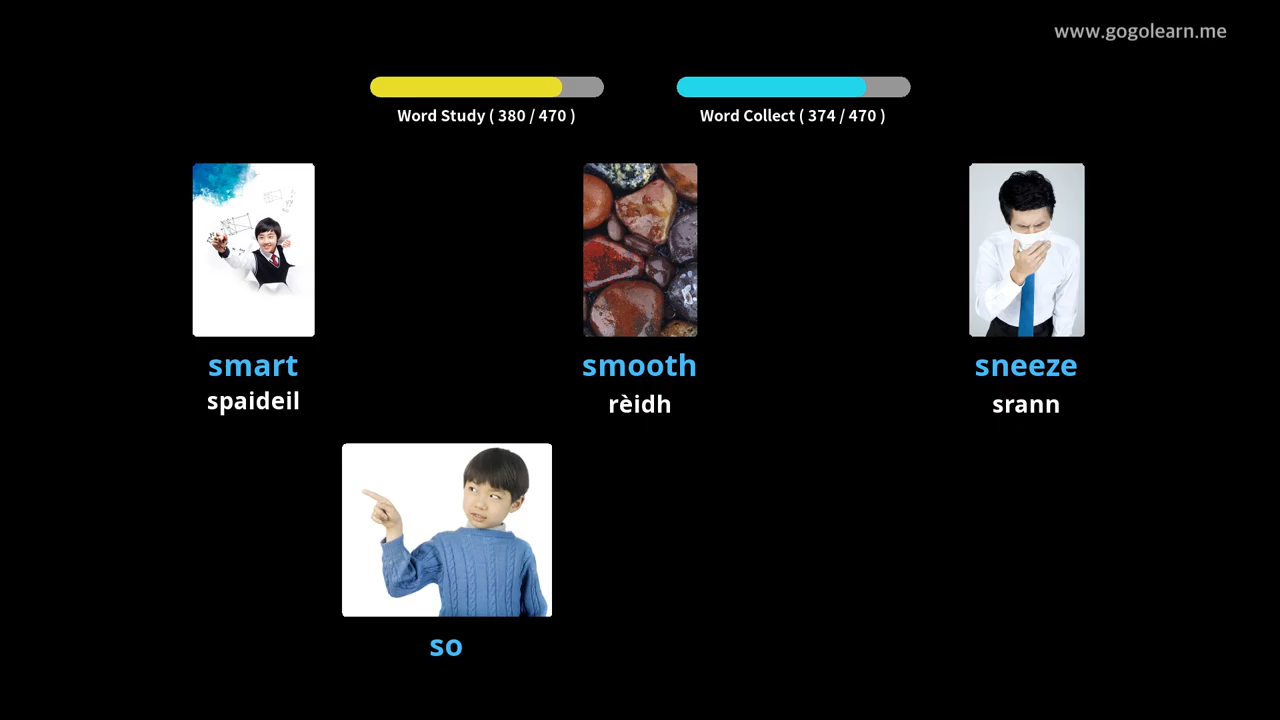 www.gogolearn.me
Word Study ( 380 / 470 )
Word Collect ( 374 / 470 )
smart
spaideil
smooth
rèidh
sneeze
srann
so